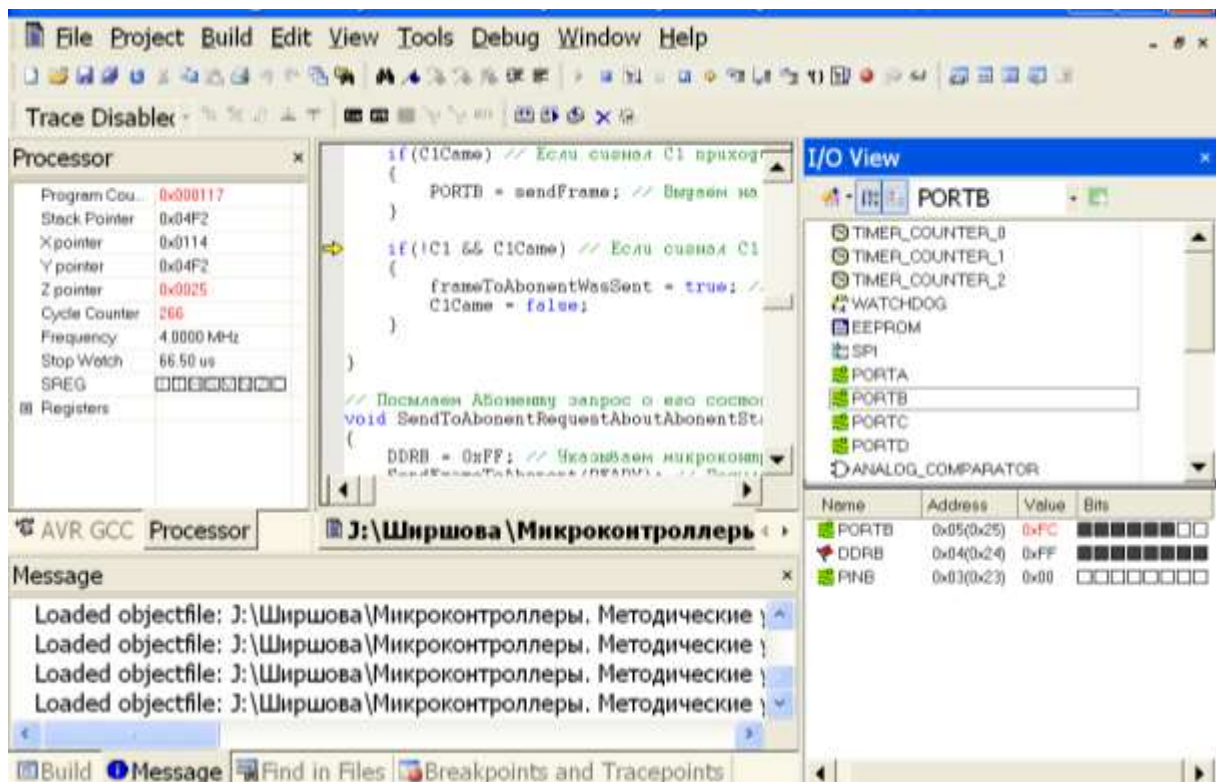 File Project Build Edit View Tools Debug Window Help
Trace Disabled
Processor
Program Cou... 0x000117
Stack Pointer 0x04F2
X pointer 0x0114
Y pointer 0x04F2
Z pointer 0x0025
Cycle Counter 266
Frequency 4.0000 MHz
Stop Watch 66.50 us
SREG
Registers
AVR GCC Processor
if(C1Came) // Если сигнал C1 приход
{
PORTB = sendFrame; // Выдаем на
}
if(!C1 && C1Came) // Если сигнал C1
{
frameToAbonentWasSent = true; //
C1Came = false;
}
}
// Посылаем Абоненту запрос о его состо
void SendToAbonentRequestAboutAbonentSta
{
DDRB = 0xFF; // Указываем микроконт
J:\Ширшова\Микроконтроллеры
I/O View
PORTB
TIMER_COUNTER_0
TIMER_COUNTER_1
TIMER_COUNTER_2
WATCHDOG
EEPROM
SPI
PORTA
PORTB
PORTC
PORTD
ANALOG_COMPARATOR
Name Address Value Bits
PORTB 0x05(0x25) 0xFC
DDRB 0x04(0x24) 0xFF
PINB 0x03(0x23) 0x00
Message
Loaded objectfile: J:\Ширшова\Микроконтроллеры. Методические у
Loaded objectfile: J:\Ширшова\Микроконтроллеры. Методические у
Loaded objectfile: J:\Ширшова\Микроконтроллеры. Методические у
Loaded objectfile: J:\Ширшова\Микроконтроллеры. Методические у
Build Message Find in Files Breakpoints and Tracepoints